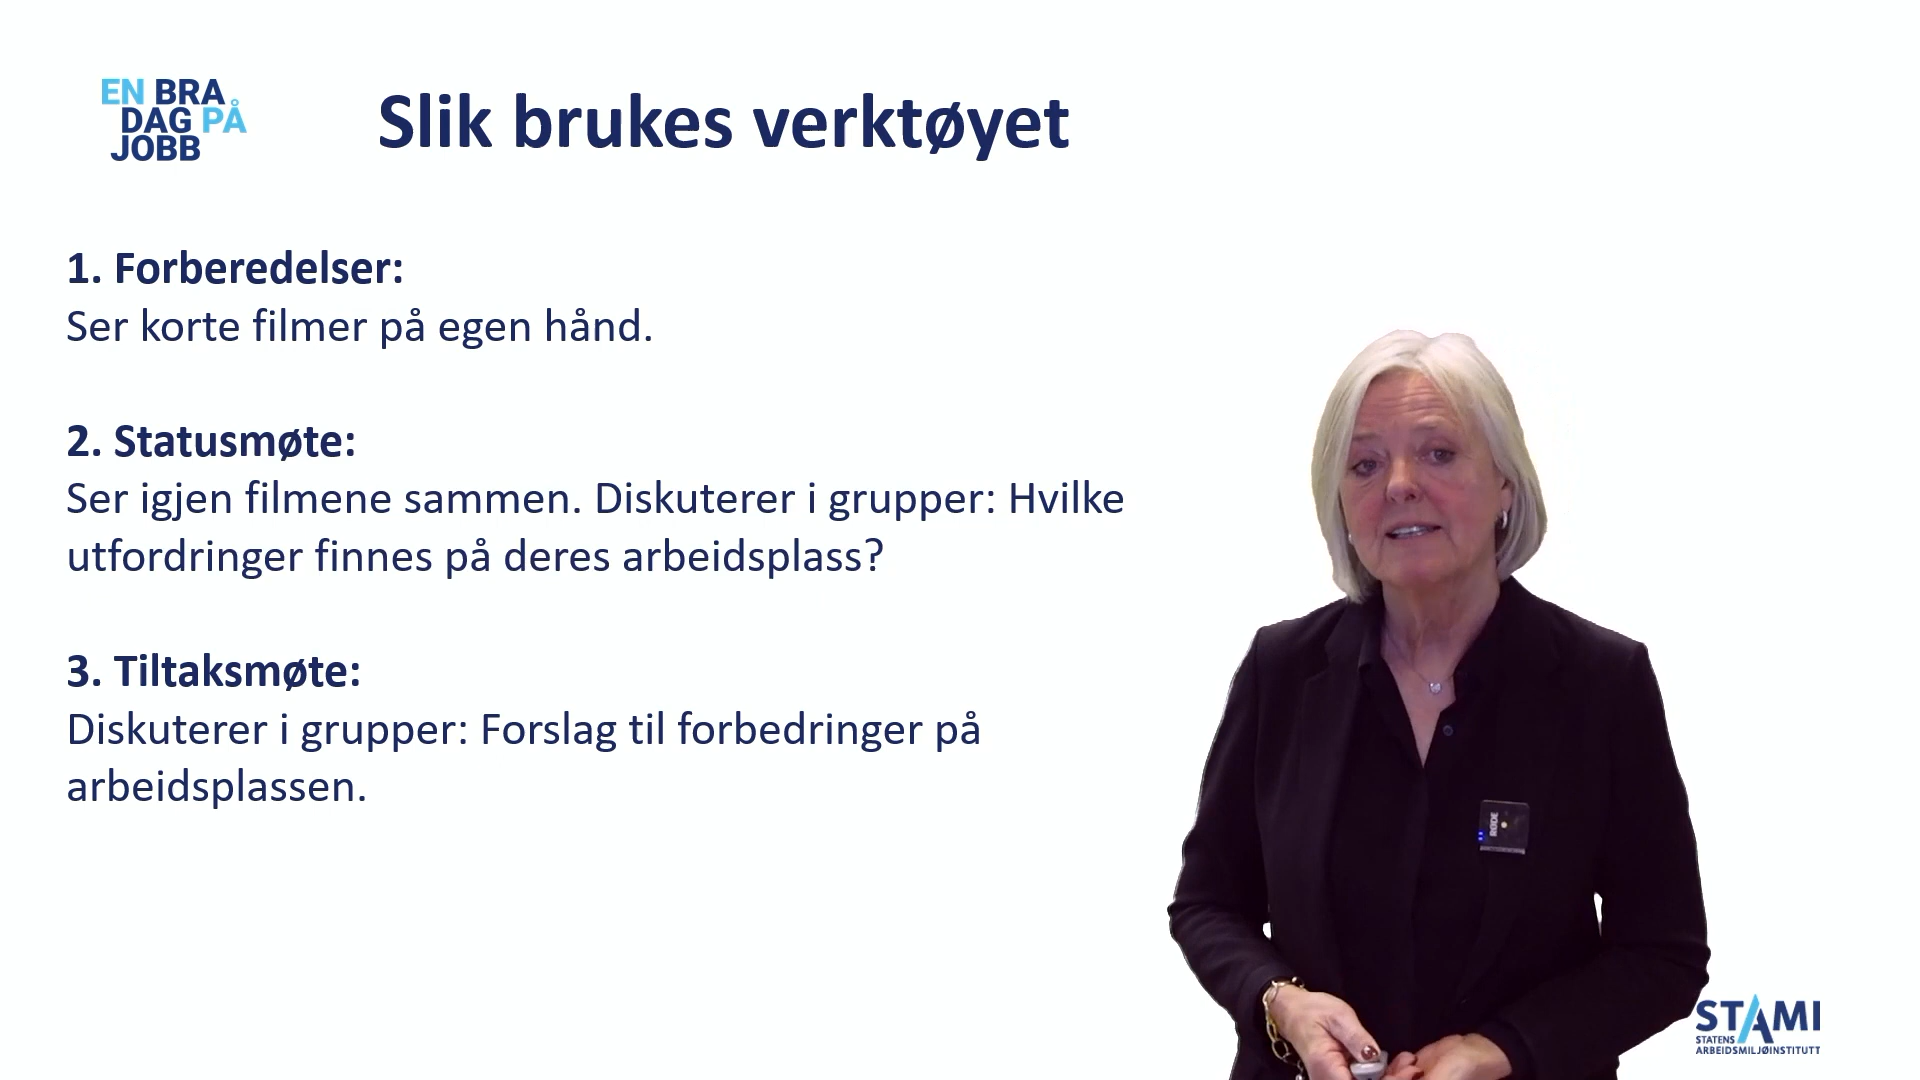 EN BRA
DAG PÅ
JOBB
Slik brukes verktøyet
1. Forberedelser:
Ser korte filmer på egen hånd.
2. Statusmøte:
Ser igjen filmene sammen. Diskuterer i grupper: Hvilke
utfordringer finnes på deres arbeidsplass?
3. Tiltaksmøte:
Diskuterer i grupper: Forslag til forbedringer på
arbeidsplassen.
RØDE
STAMI
STATENS
ARBEIDSMILJØINSTITUTT